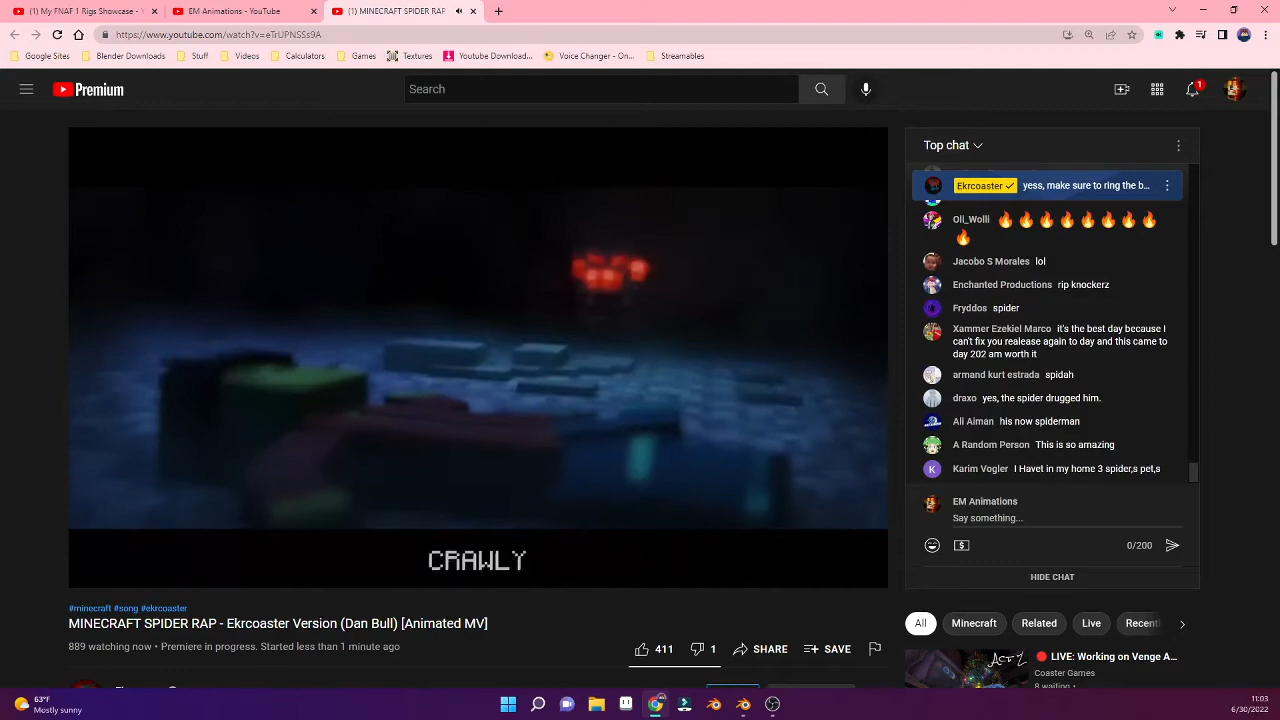 (1) My FNAF 1 Rigs Showcase - Y
EM Animations - YouTube
(1) MINECRAFT SPIDER RAP
https://www.youtube.com/watch?v=eTrUPNSSs9A
Google Sites
Blender Downloads
Stuff
Videos
Calculators
Games
Textures
Youtube Download...
Voice Changer - On...
Streamables
Premium
Search
1
CRAWLY
Top chat
Ekrcoaster yess, make sure to ring the b...
Oli_Wolli
Jacobo S Morales lol
Enchanted Productions rip knockerz
Fryddos spider
Xammer Ezekiel Marco it's the best day because I
can't fix you realease again to day and this came to
day 202 am worth it
armand kurt estrada spidah
draxo yes, the spider drugged him.
Ali Aiman his now spiderman
A Random Person This is so amazing
K
Karim Vogler I Havet in my home 3 spider,s pet,s
EM Animations
Say something...
0/200
HIDE CHAT
#minecraft #song #ekrcoaster
MINECRAFT SPIDER RAP - Ekrcoaster Version (Dan Bull) [Animated MV]
889 watching now • Premiere in progress. Started less than 1 minute ago
411
1
SHARE
SAVE
All
Minecraft
Related
Live
Recentl
LIVE: Working on Venge A...
Coaster Games
8 waiting
63°F
Mostly sunny
11:03
6/30/2022